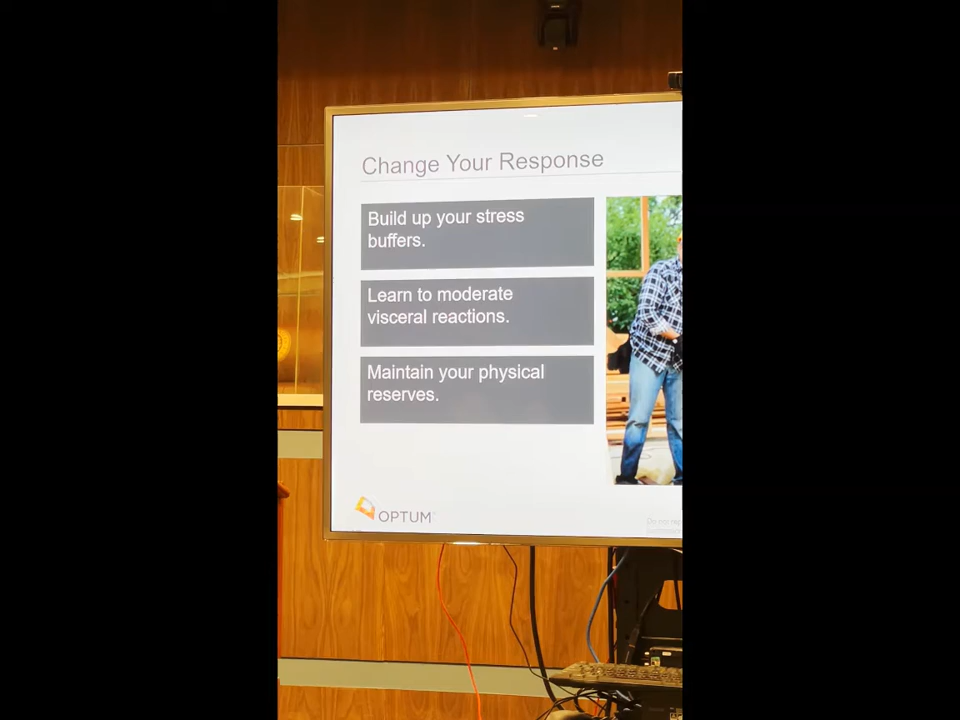 Change Your Response
Build up your stress
buffers.
Learn to moderate
visceral reactions.
Maintain your physical
reserves.
OPTUM